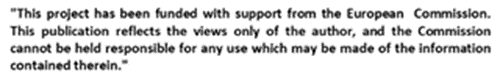 "This project has been funded with support from the European Commission.
This publication reflects the views only of the author, and the Commission
cannot be held responsible for any use which may be made of the information
contained therein."